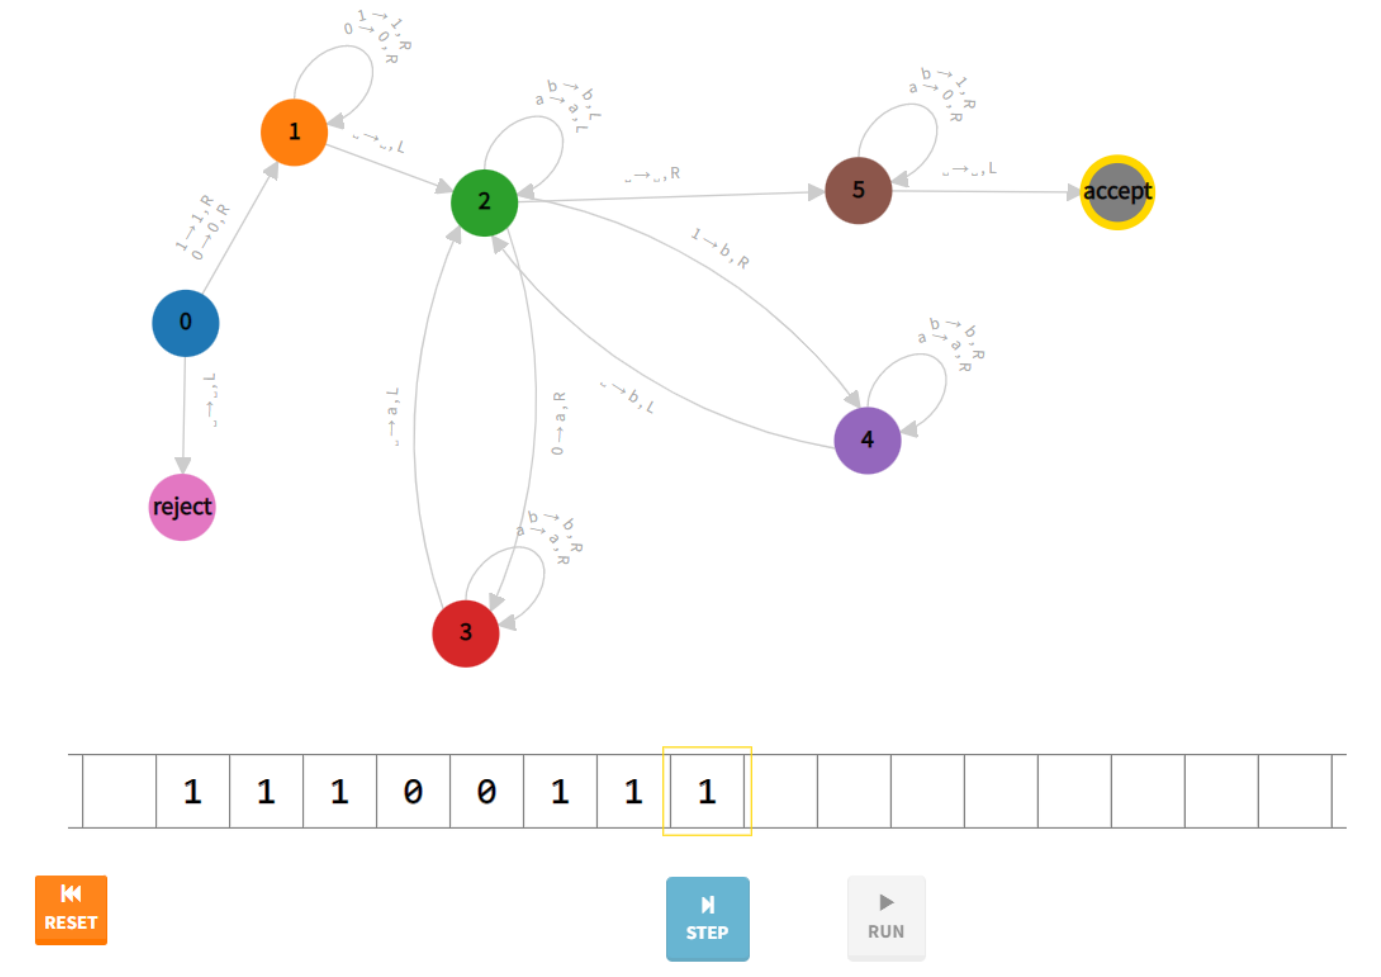 1→1,R
0→0,R
b→b,L
a→a,L
b→1,R
a→0,R
1
␣→␣,L
␣→␣,R
␣→␣,L
2
5
accept
1→1,R
0→0,R
1→b,R
0
b→b,R
a→a,R
␣→␣,L
␣→a,L
0→a,R
␣→b,L
4
reject
b→b,R
a→a,R
3
1 1 1 0 0 1 1 1
RESET
STEP
RUN